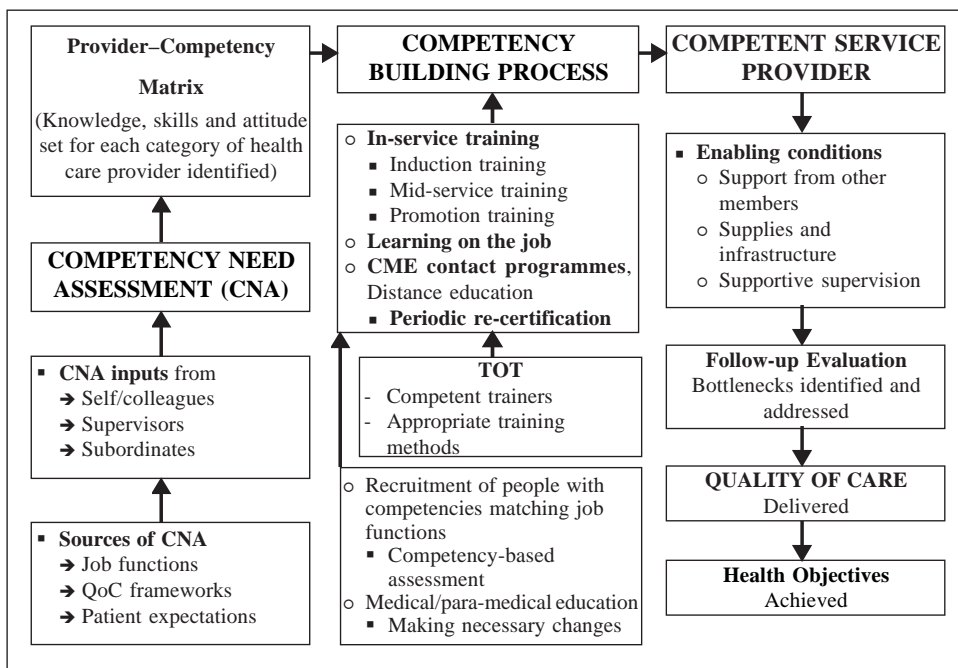 Provider–Competency
Matrix
(Knowledge, skills and attitude
set for each category of health
care provider identified)
COMPETENCY NEED
ASSESSMENT (CNA)
▪ CNA inputs from
➔ Self/colleagues
➔ Supervisors
➔ Subordinates
▪ Sources of CNA
➔ Job functions
➔ QoC frameworks
➔ Patient expectations
COMPETENCY
BUILDING PROCESS
○ In-service training
▪ Induction training
▪ Mid-service training
▪ Promotion training
○ Learning on the job
○ CME contact programmes,
Distance education
▪ Periodic re-certification
TOT
- Competent trainers
- Appropriate training
methods
○ Recruitment of people with
competencies matching job
functions
▪ Competency-based
assessment
○ Medical/para-medical education
▪ Making necessary changes
COMPETENT SERVICE
PROVIDER
▪ Enabling conditions
○ Support from other
members
○ Supplies and
infrastructure
○ Supportive supervision
Follow-up Evaluation
Bottlenecks identified and
addressed
QUALITY OF CARE
Delivered
Health Objectives
Achieved